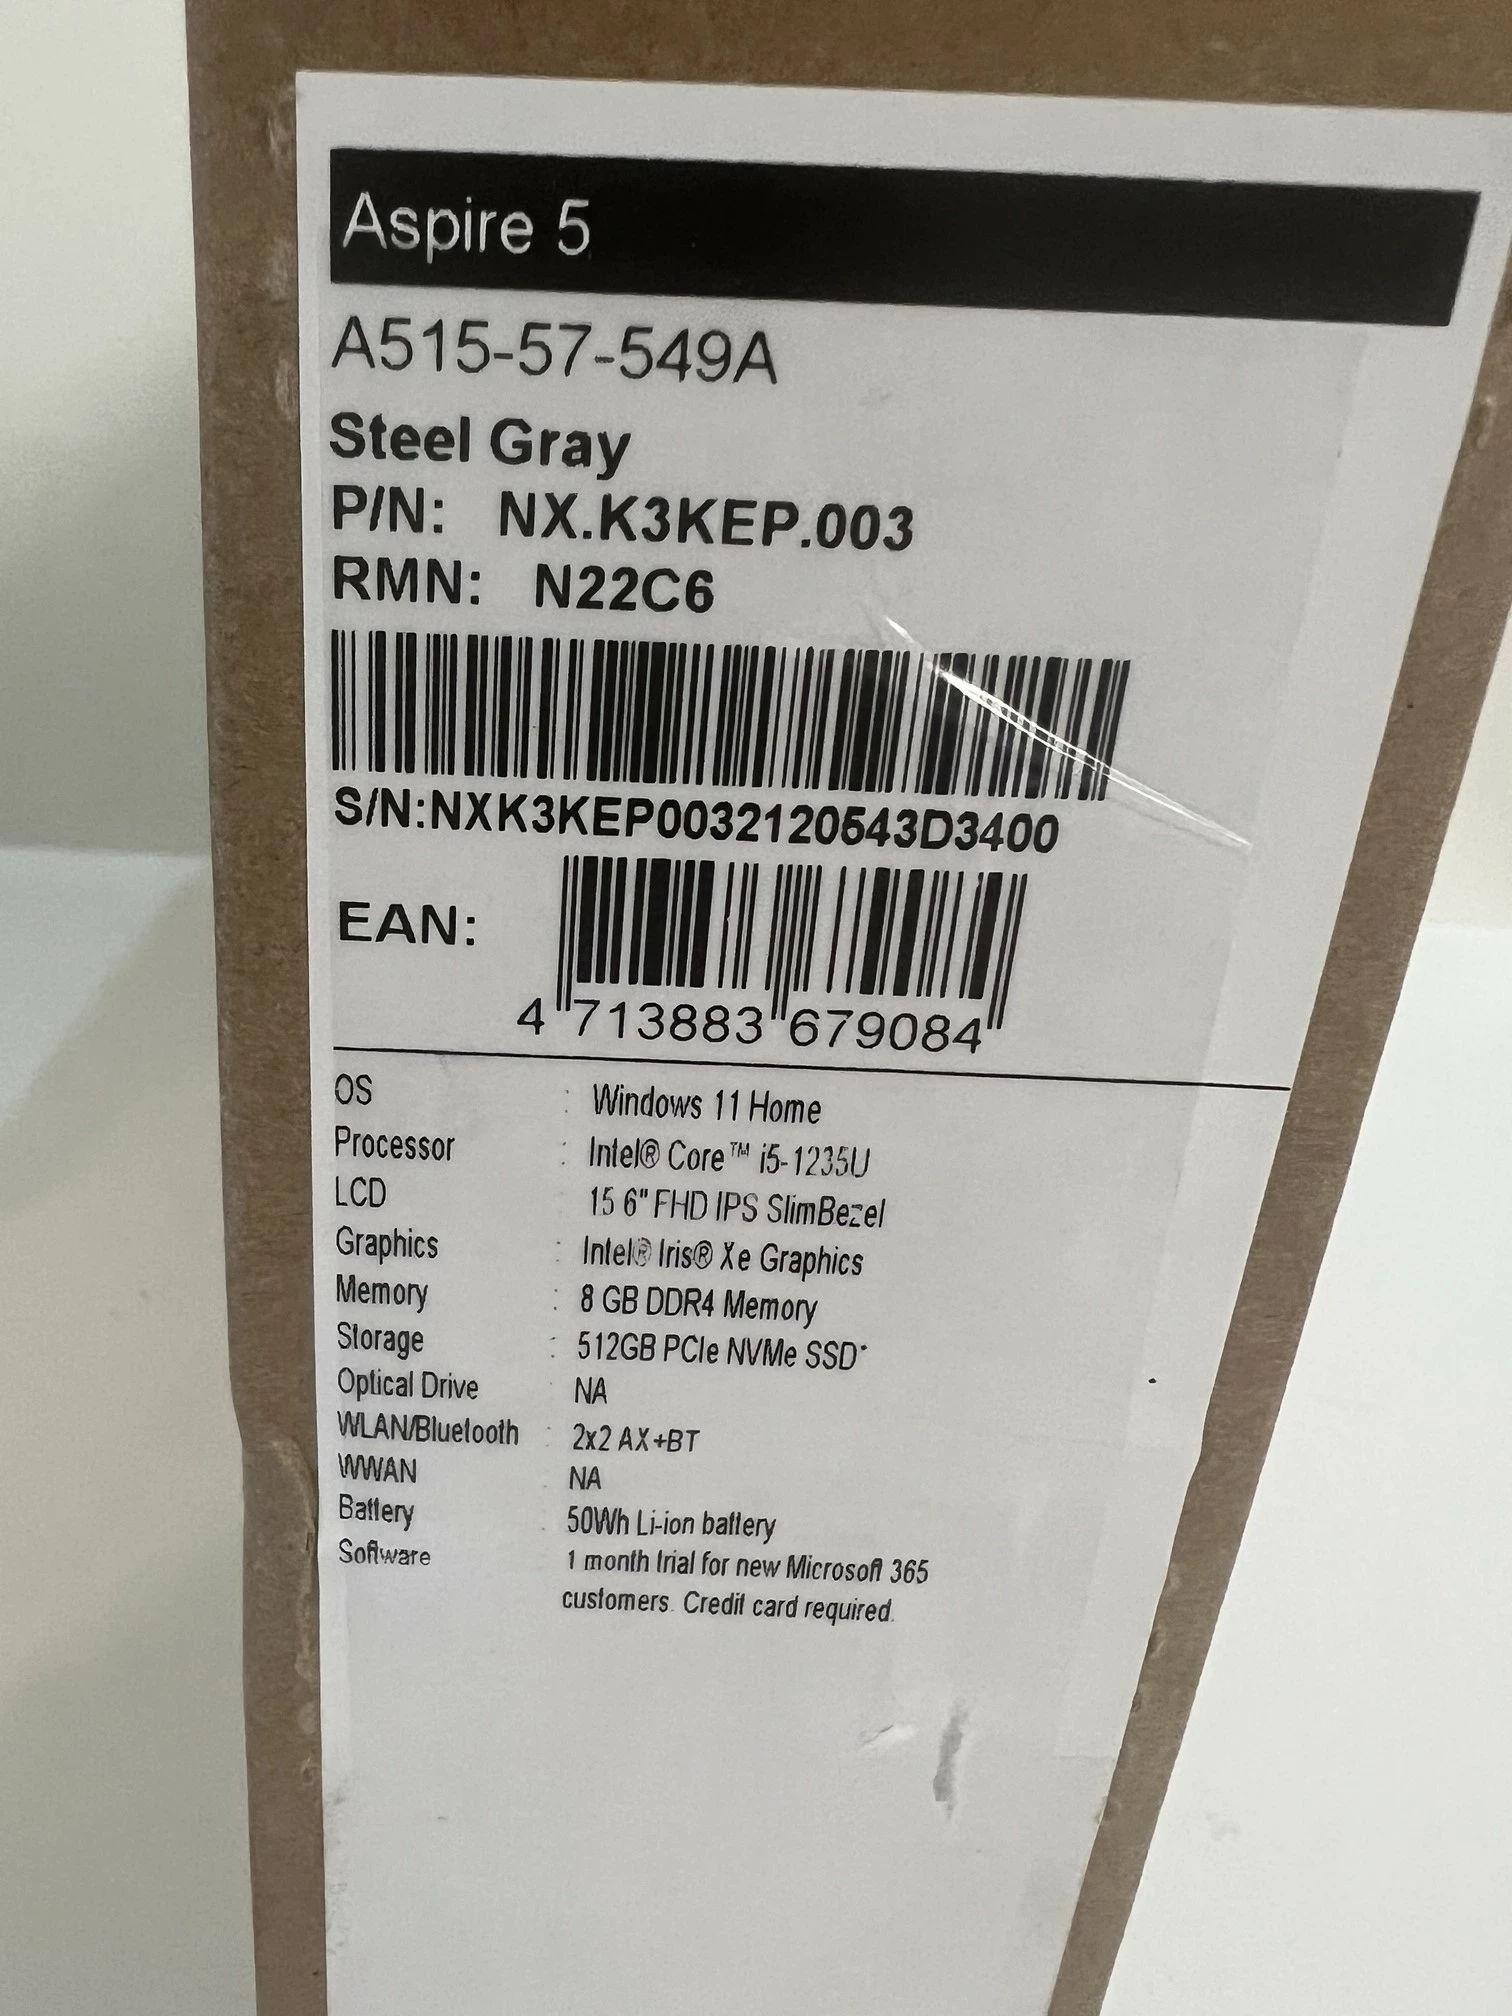 Aspire 5
A515-57-549A
Steel Gray
P/N: NX.K3KEP.003
RMN: N22C6
S/N:NXK3KEP0032120543D3400
EAN:
4 713883 679084
OS : Windows 11 Home
Processor : Intel® Core™ i5-1235U
LCD 15 6" FHD IPS SlimBezel
Graphics : Intel® Iris® Xe Graphics
Memory : 8 GB DDR4 Memory
Storage : 512GB PCIe NVMe SSD*
Optical Drive NA
WLAN/Bluetooth : 2x2 AX+BT
WWAN NA
Battery 50Wh Li-ion battery
Software 1 month trial for new Microsoft 365
customers. Credit card required.